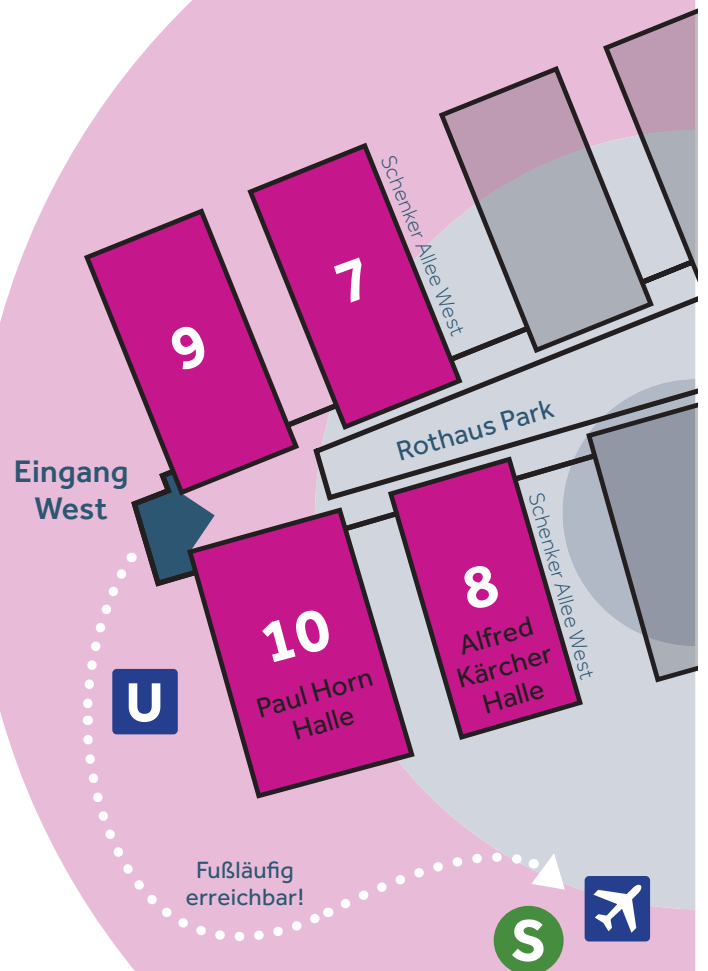 Schenker Allee West
7
9
Rothaus Park
Eingang
West
Schenker Allee West
8
Alfred
Kärcher
Halle
10
Paul Horn
Halle
U
Fußläufig
erreichbar!
S